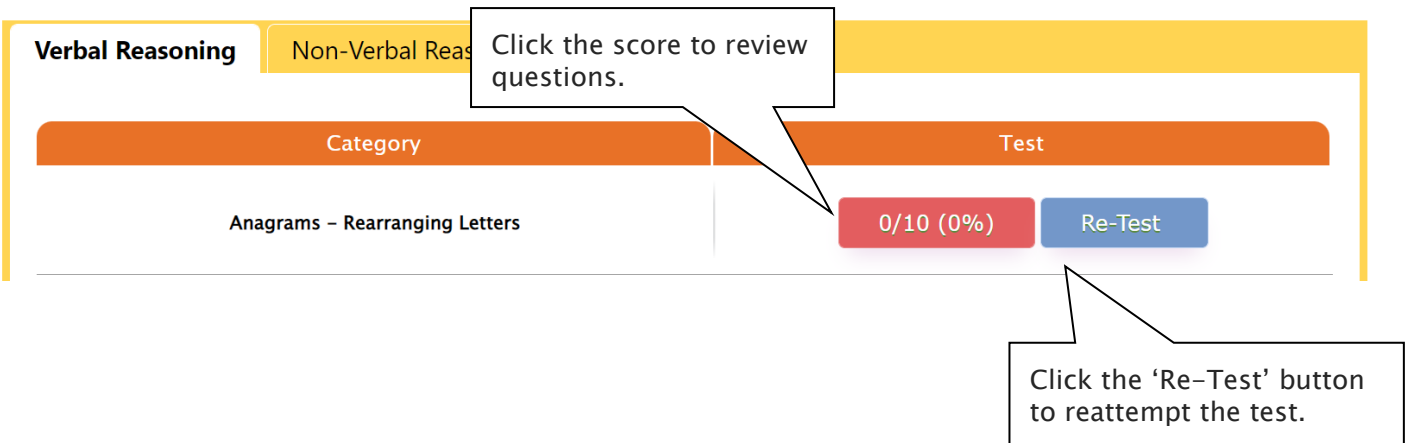 Verbal Reasoning
Non-Verbal Reas
Click the score to review
questions.
Category
Test
Anagrams – Rearranging Letters
0/10 (0%)
Re-Test
Click the ‘Re-Test’ button
to reattempt the test.